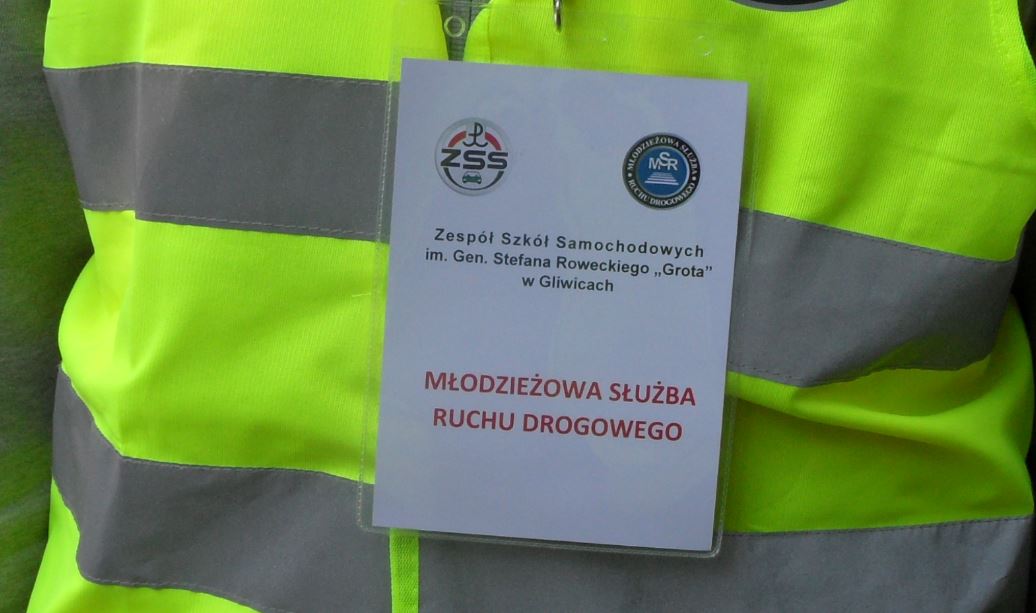 ZSS
MŁODZIEŻOWA SŁUŻBA
MSR
RUCHU DROGOWEGO
Zespół Szkół Samochodowych
im. Gen. Stefana Roweckiego „Grota”
w Gliwicach
MŁODZIEŻOWA SŁUŻBA
RUCHU DROGOWEGO